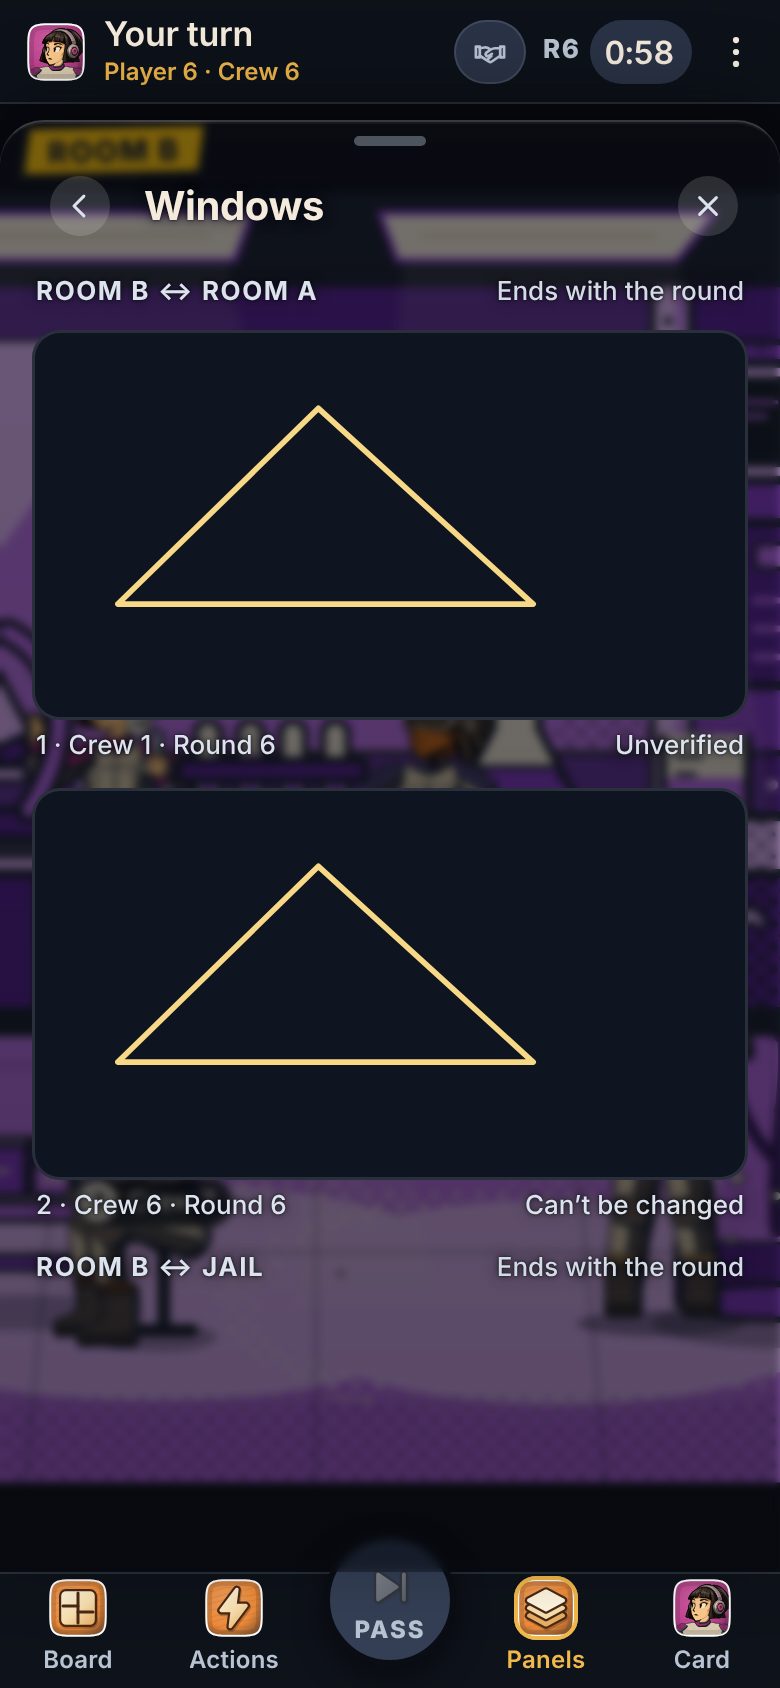 Your turn
Player 6 · Crew 6
R6
0:58
ROOM B
Windows
ROOM B ↔ ROOM A
Ends with the round
1 · Crew 1 · Round 6
Unverified
2 · Crew 6 · Round 6
Can’t be changed
ROOM B ↔ JAIL
Ends with the round
PASS
Board
Actions
Panels
Card